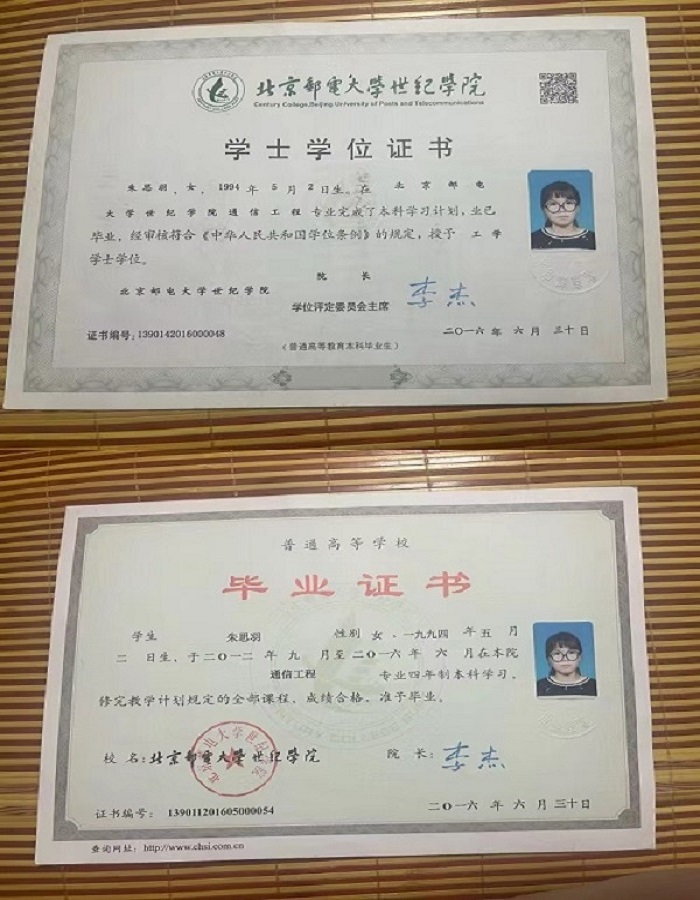 北京邮电大学世纪学院
Century College,Beijing University of Posts and Telecommunications
学士学位证书
朱思羽，女，1994 年 5 月 2 日生。在 北 京 邮 电
大学世纪学院通信工程 专业完成了本科学习计划，业已
毕业，经审核符合《中华人民共和国学位条例》的规定，授予 工 学
学士学位。
院 长
北京邮电大学世纪学院
学位评定委员会主席
李杰
证书编号：1390142016000048
二〇一六 年 六 月 三十 日
（普通高等教育本科毕业生）
普通高等学校
毕业证书
学生 朱思羽 性别 女，一九九四 年 五 月
二 日生，于二〇一二 年 九 月至二〇一六 年 六 月在本院
通信工程 专业四年制本科学习，
修完教学计划规定的全部课程，成绩合格，准予毕业。
校 名：北京邮电大学世纪学院
院 长：李杰
证书编号： 139011201605000054
二〇一六 年 六 月 三十日
查询网址：http://www.chsi.com.cn